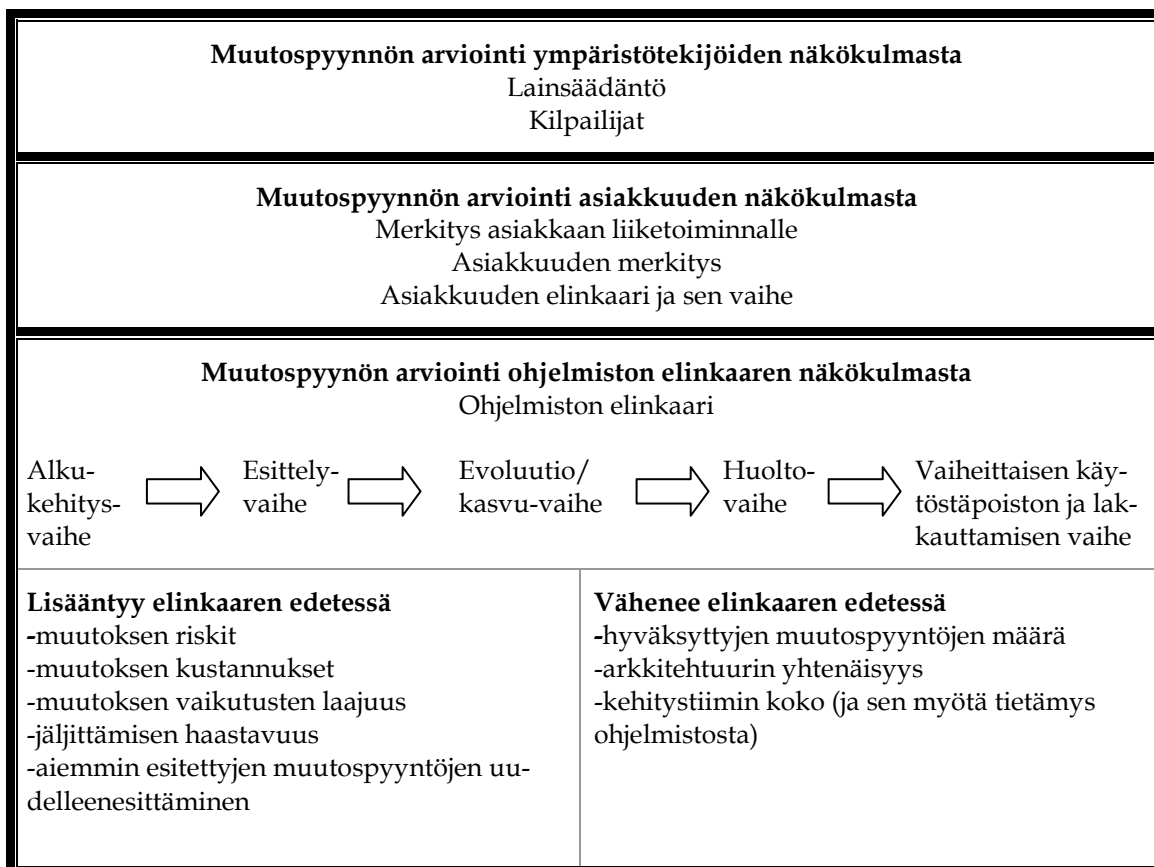 Muutospyynnön arviointi ympäristötekijöiden näkökulmasta
Lainsäädäntö
Kilpailijat
Muutospyynnön arviointi asiakkuuden näkökulmasta
Merkitys asiakkaan liiketoiminnalle
Asiakkuuden merkitys
Asiakkuuden elinkaari ja sen vaihe
Muutospyynön arviointi ohjelmiston elinkaaren näkökulmasta
Ohjelmiston elinkaari
Alku-
kehitys-
vaihe
Esittely-
vaihe
Evoluutio/
kasvu-vaihe
Huolto-
vaihe
Vaiheittaisen käy-
töstäpoiston ja lak-
kauttamisen vaihe
Lisääntyy elinkaaren edetessä
-muutoksen riskit
-muutoksen kustannukset
-muutoksen vaikutusten laajuus
-jäljittämisen haastavuus
-aiemmin esitettyjen muutospyyntöjen uu-
delleenesittäminen
Vähenee elinkaaren edetessä
-hyväksyttyjen muutospyyntöjen määrä
-arkkitehtuurin yhtenäisyys
-kehitystiimin koko (ja sen myötä tietämys
ohjelmistosta)